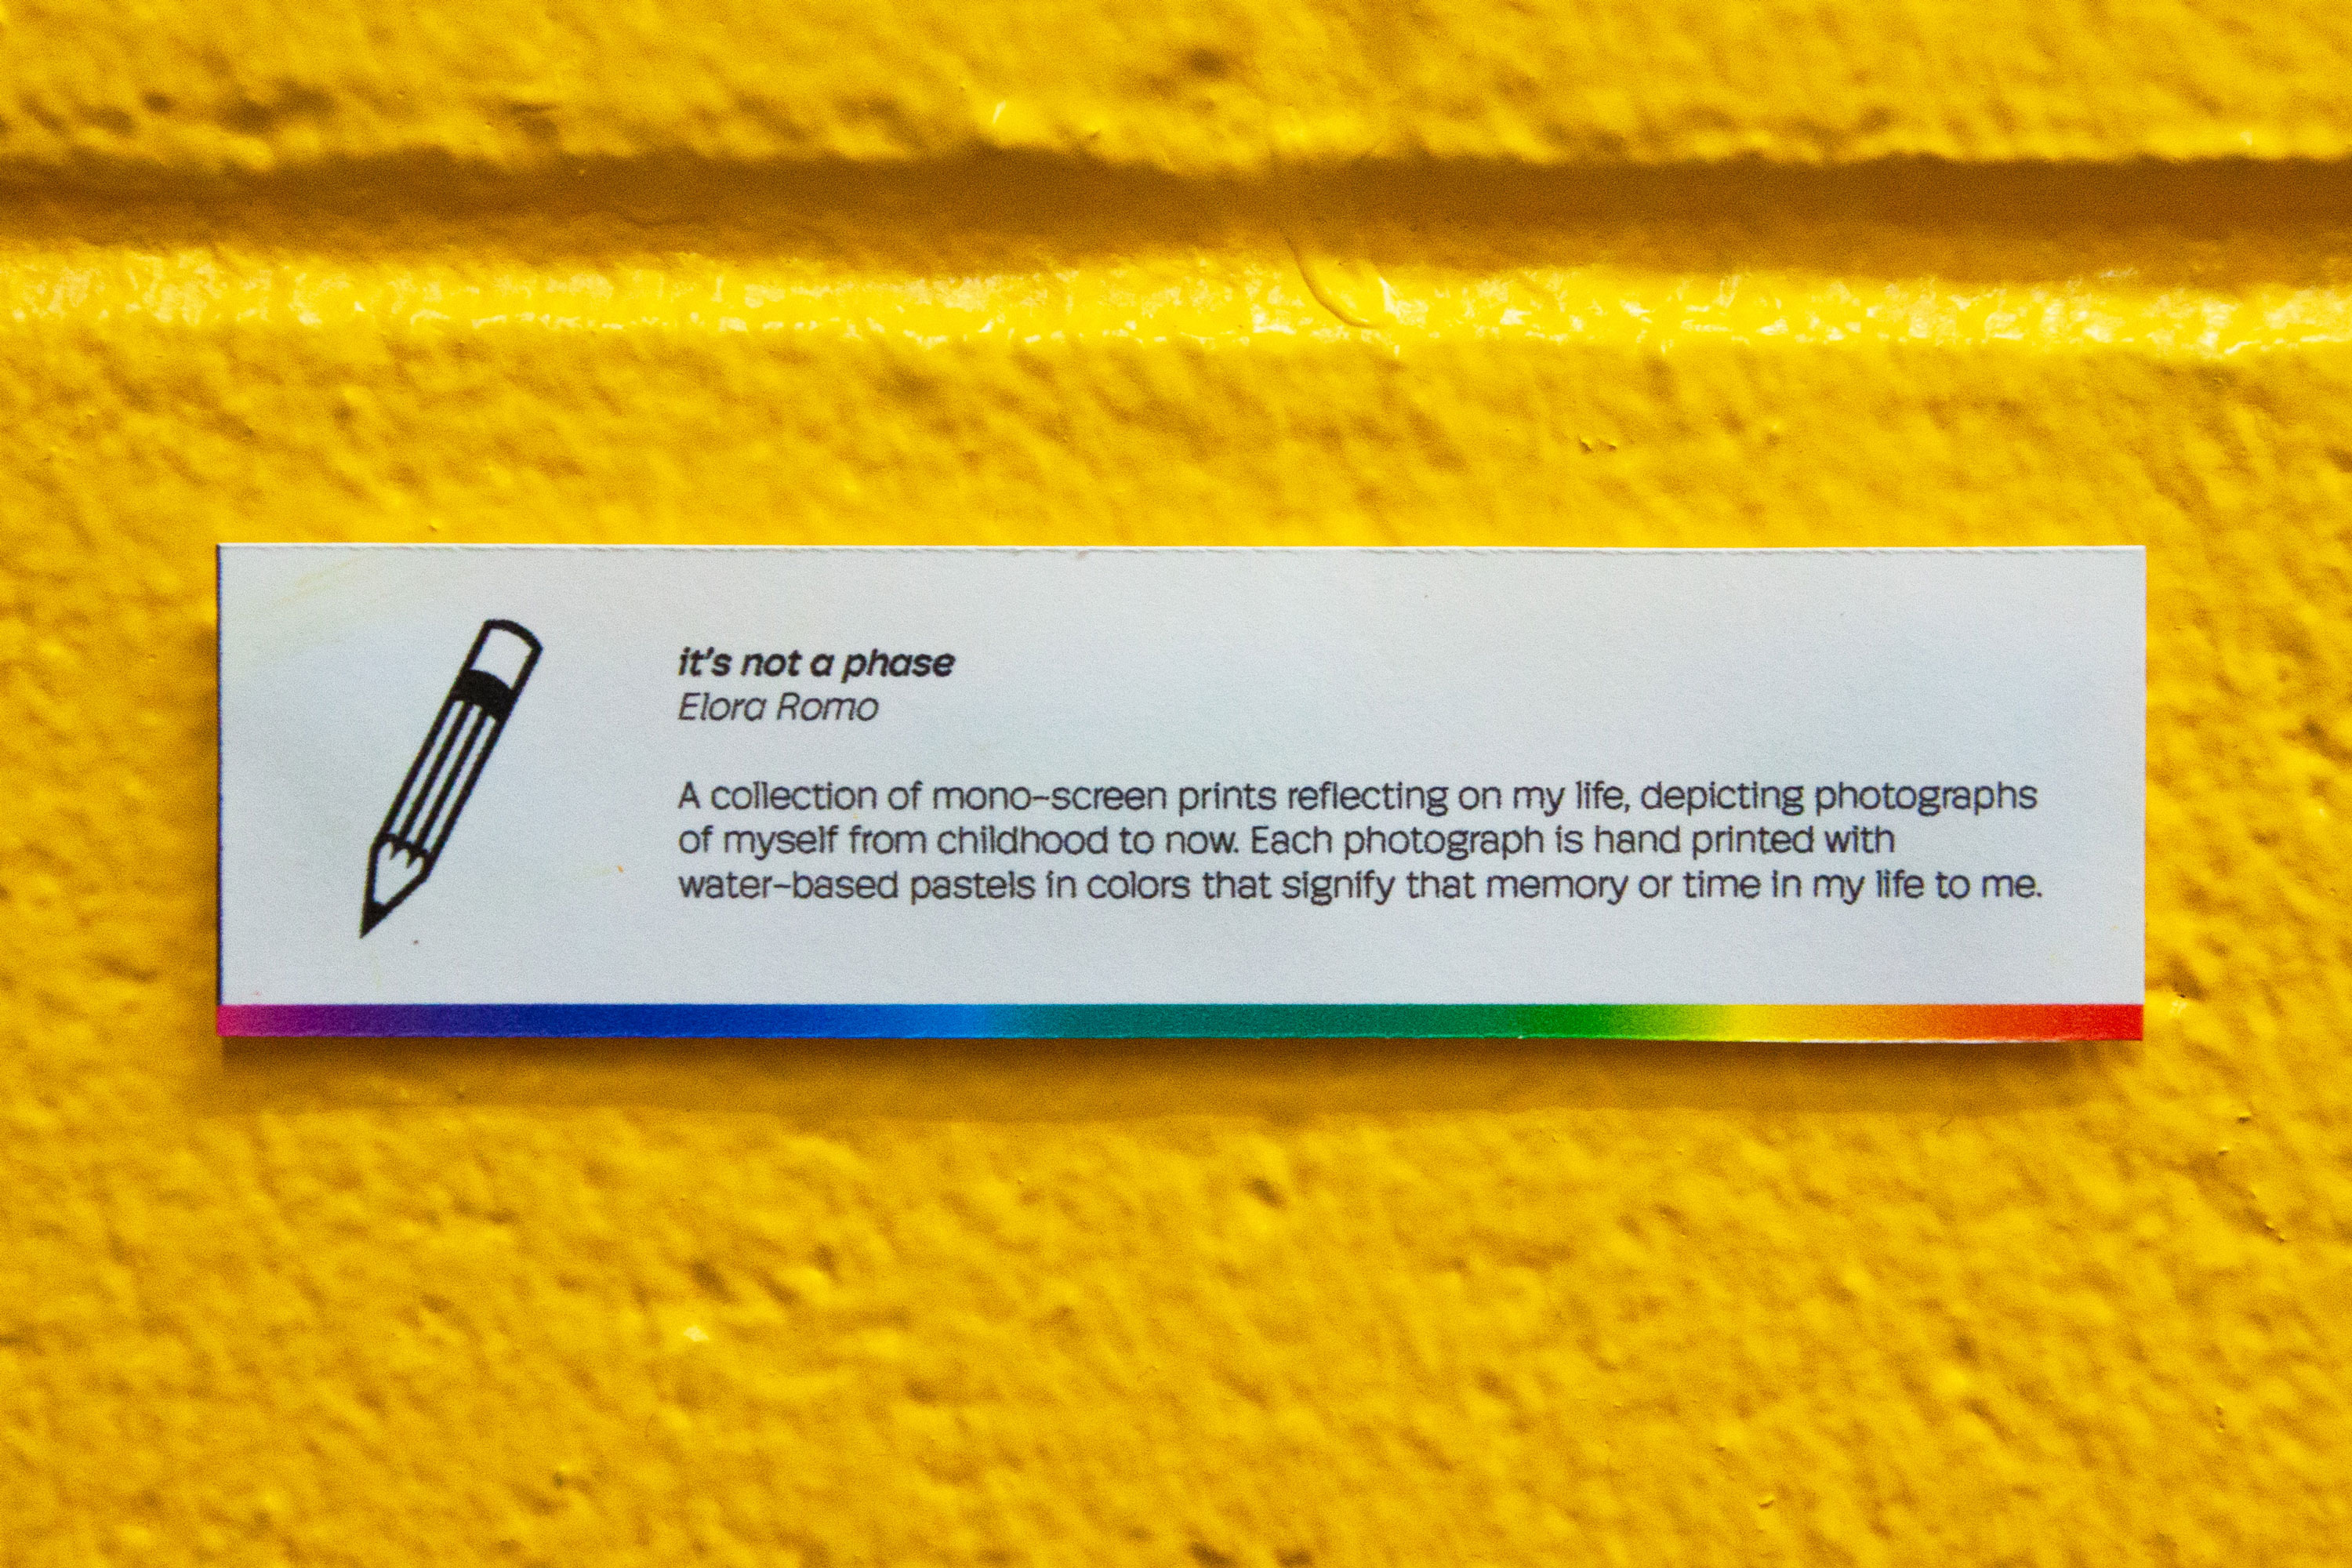 it's not a phase
Elora Romo
A collection of mono-screen prints reflecting on my life, depicting photographs
of myself from childhood to now. Each photograph is hand printed with
water-based pastels in colors that signify that memory or time in my life to me.